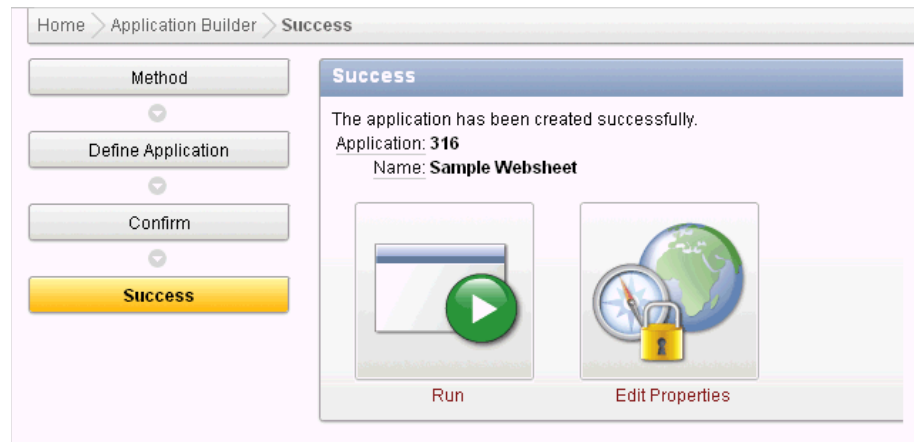 Home Application Builder Success
Method
Define Application
Confirm
Success
Success
The application has been created successfully.
Application: 316
Name: Sample Websheet
Run
Edit Properties